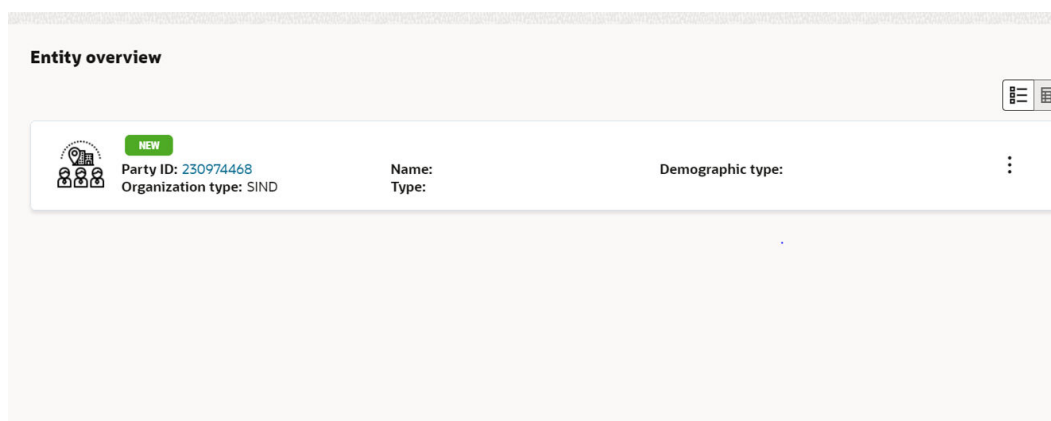 Entity overview
NEW
Party ID: 230974468 Name: Demographic type:
Organization type: SIND Type: